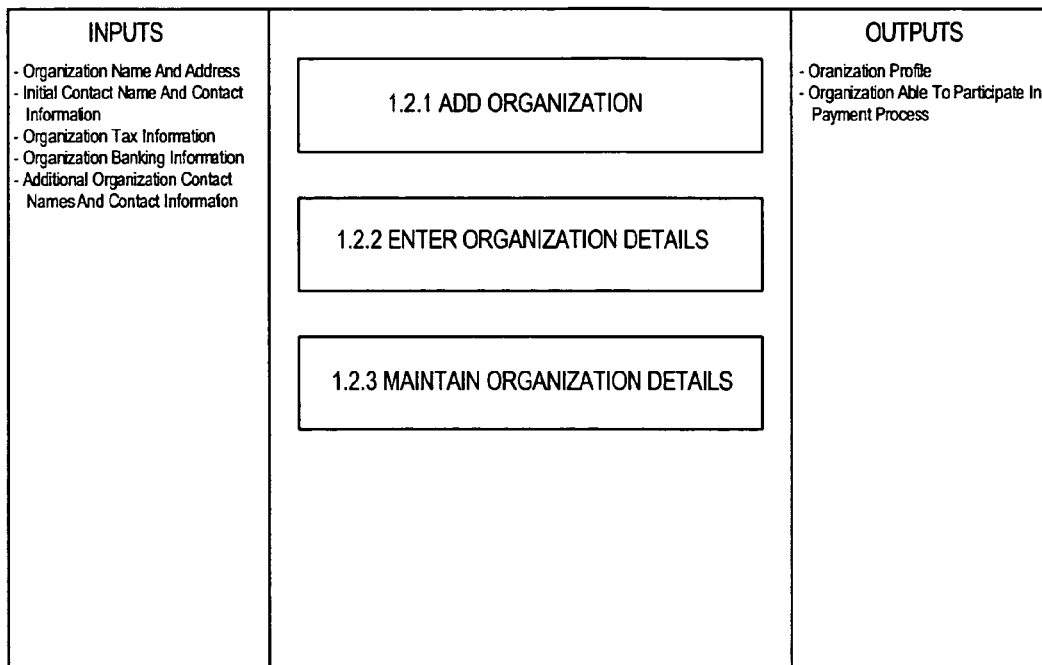 INPUTS
- Organization Name And Address
- Initial Contact Name And Contact
Information
- Organization Tax Information
- Organization Banking Information
- Additional Organization Contact
Names And Contact Information
1.2.1 ADD ORGANIZATION
1.2.2 ENTER ORGANIZATION DETAILS
1.2.3 MAINTAIN ORGANIZATION DETAILS
OUTPUTS
- Oranization Profile
- Organization Able To Participate In
Payment Process